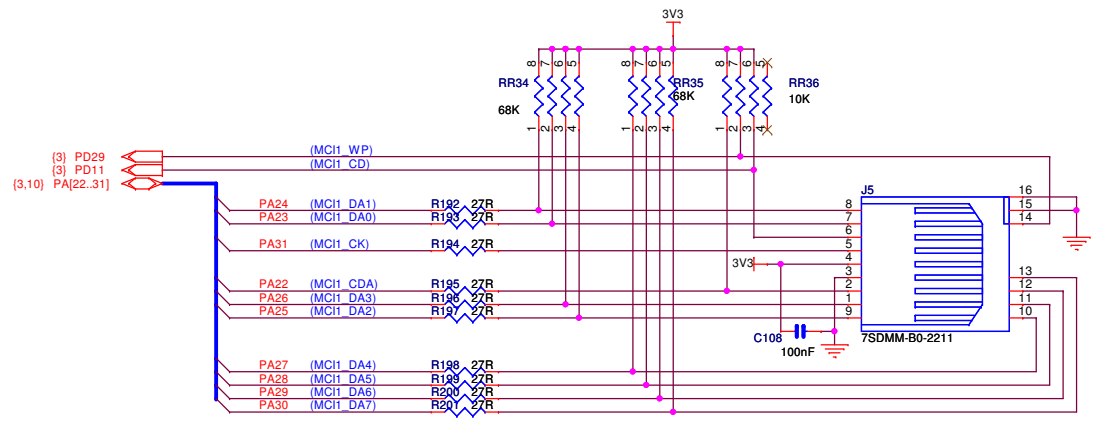 3V3
8 7 6 5 8 7 6 5 8 7 6 5
RR34 RR35 RR36
68K 68K 10K
1 2 3 4 1 2 3 4 1 2 3 4
{3} PD29 (MCI1_WP)
{3} PD11 (MCI1_CD)
{3,10} PA[22..31]
J5
16
PA24 (MCI1_DA1) R192 27R 8 15
PA23 (MCI1_DA0) R193 27R 7 14
6
PA31 (MCI1_CK) R194 27R 5
3V3 4
3 13
PA22 (MCI1_CDA) R195 27R 2 12
PA26 (MCI1_DA3) R196 27R 1 11
PA25 (MCI1_DA2) R197 27R 9 10
C108 7SDMM-B0-2211
100nF
PA27 (MCI1_DA4) R198 27R
PA28 (MCI1_DA5) R199 27R
PA29 (MCI1_DA6) R200 27R
PA30 (MCI1_DA7) R201 27R